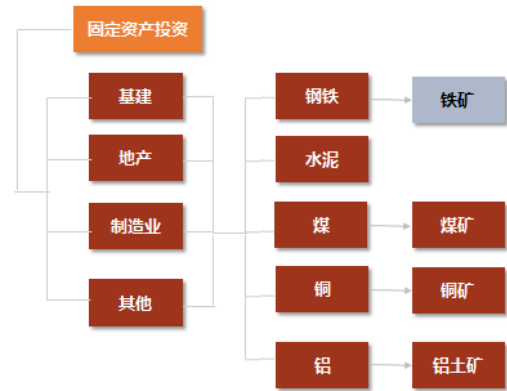 固定资产投资
基建
钢铁
铁矿
地产
水泥
制造业
煤
煤矿
其他
铜
铜矿
铝
铝土矿